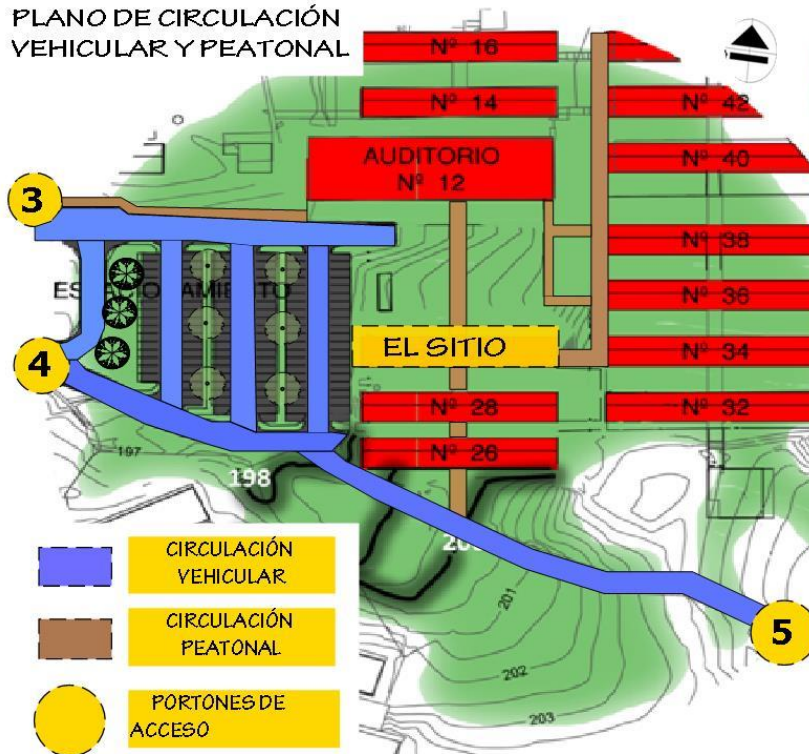 PLANO DE CIRCULACIÓN
VEHICULAR Y PEATONAL
Nº 16
Nº 14
Nº 42
AUDITORIO
Nº 12
Nº 40
3
Nº 38
ESTACIONAMIENTO
Nº 36
EL SITIO
Nº 34
4
Nº 28
Nº 32
197
Nº 26
198
201
202
203
5
CIRCULACIÓN
VEHICULAR
CIRCULACIÓN
PEATONAL
PORTONES DE
ACCESO